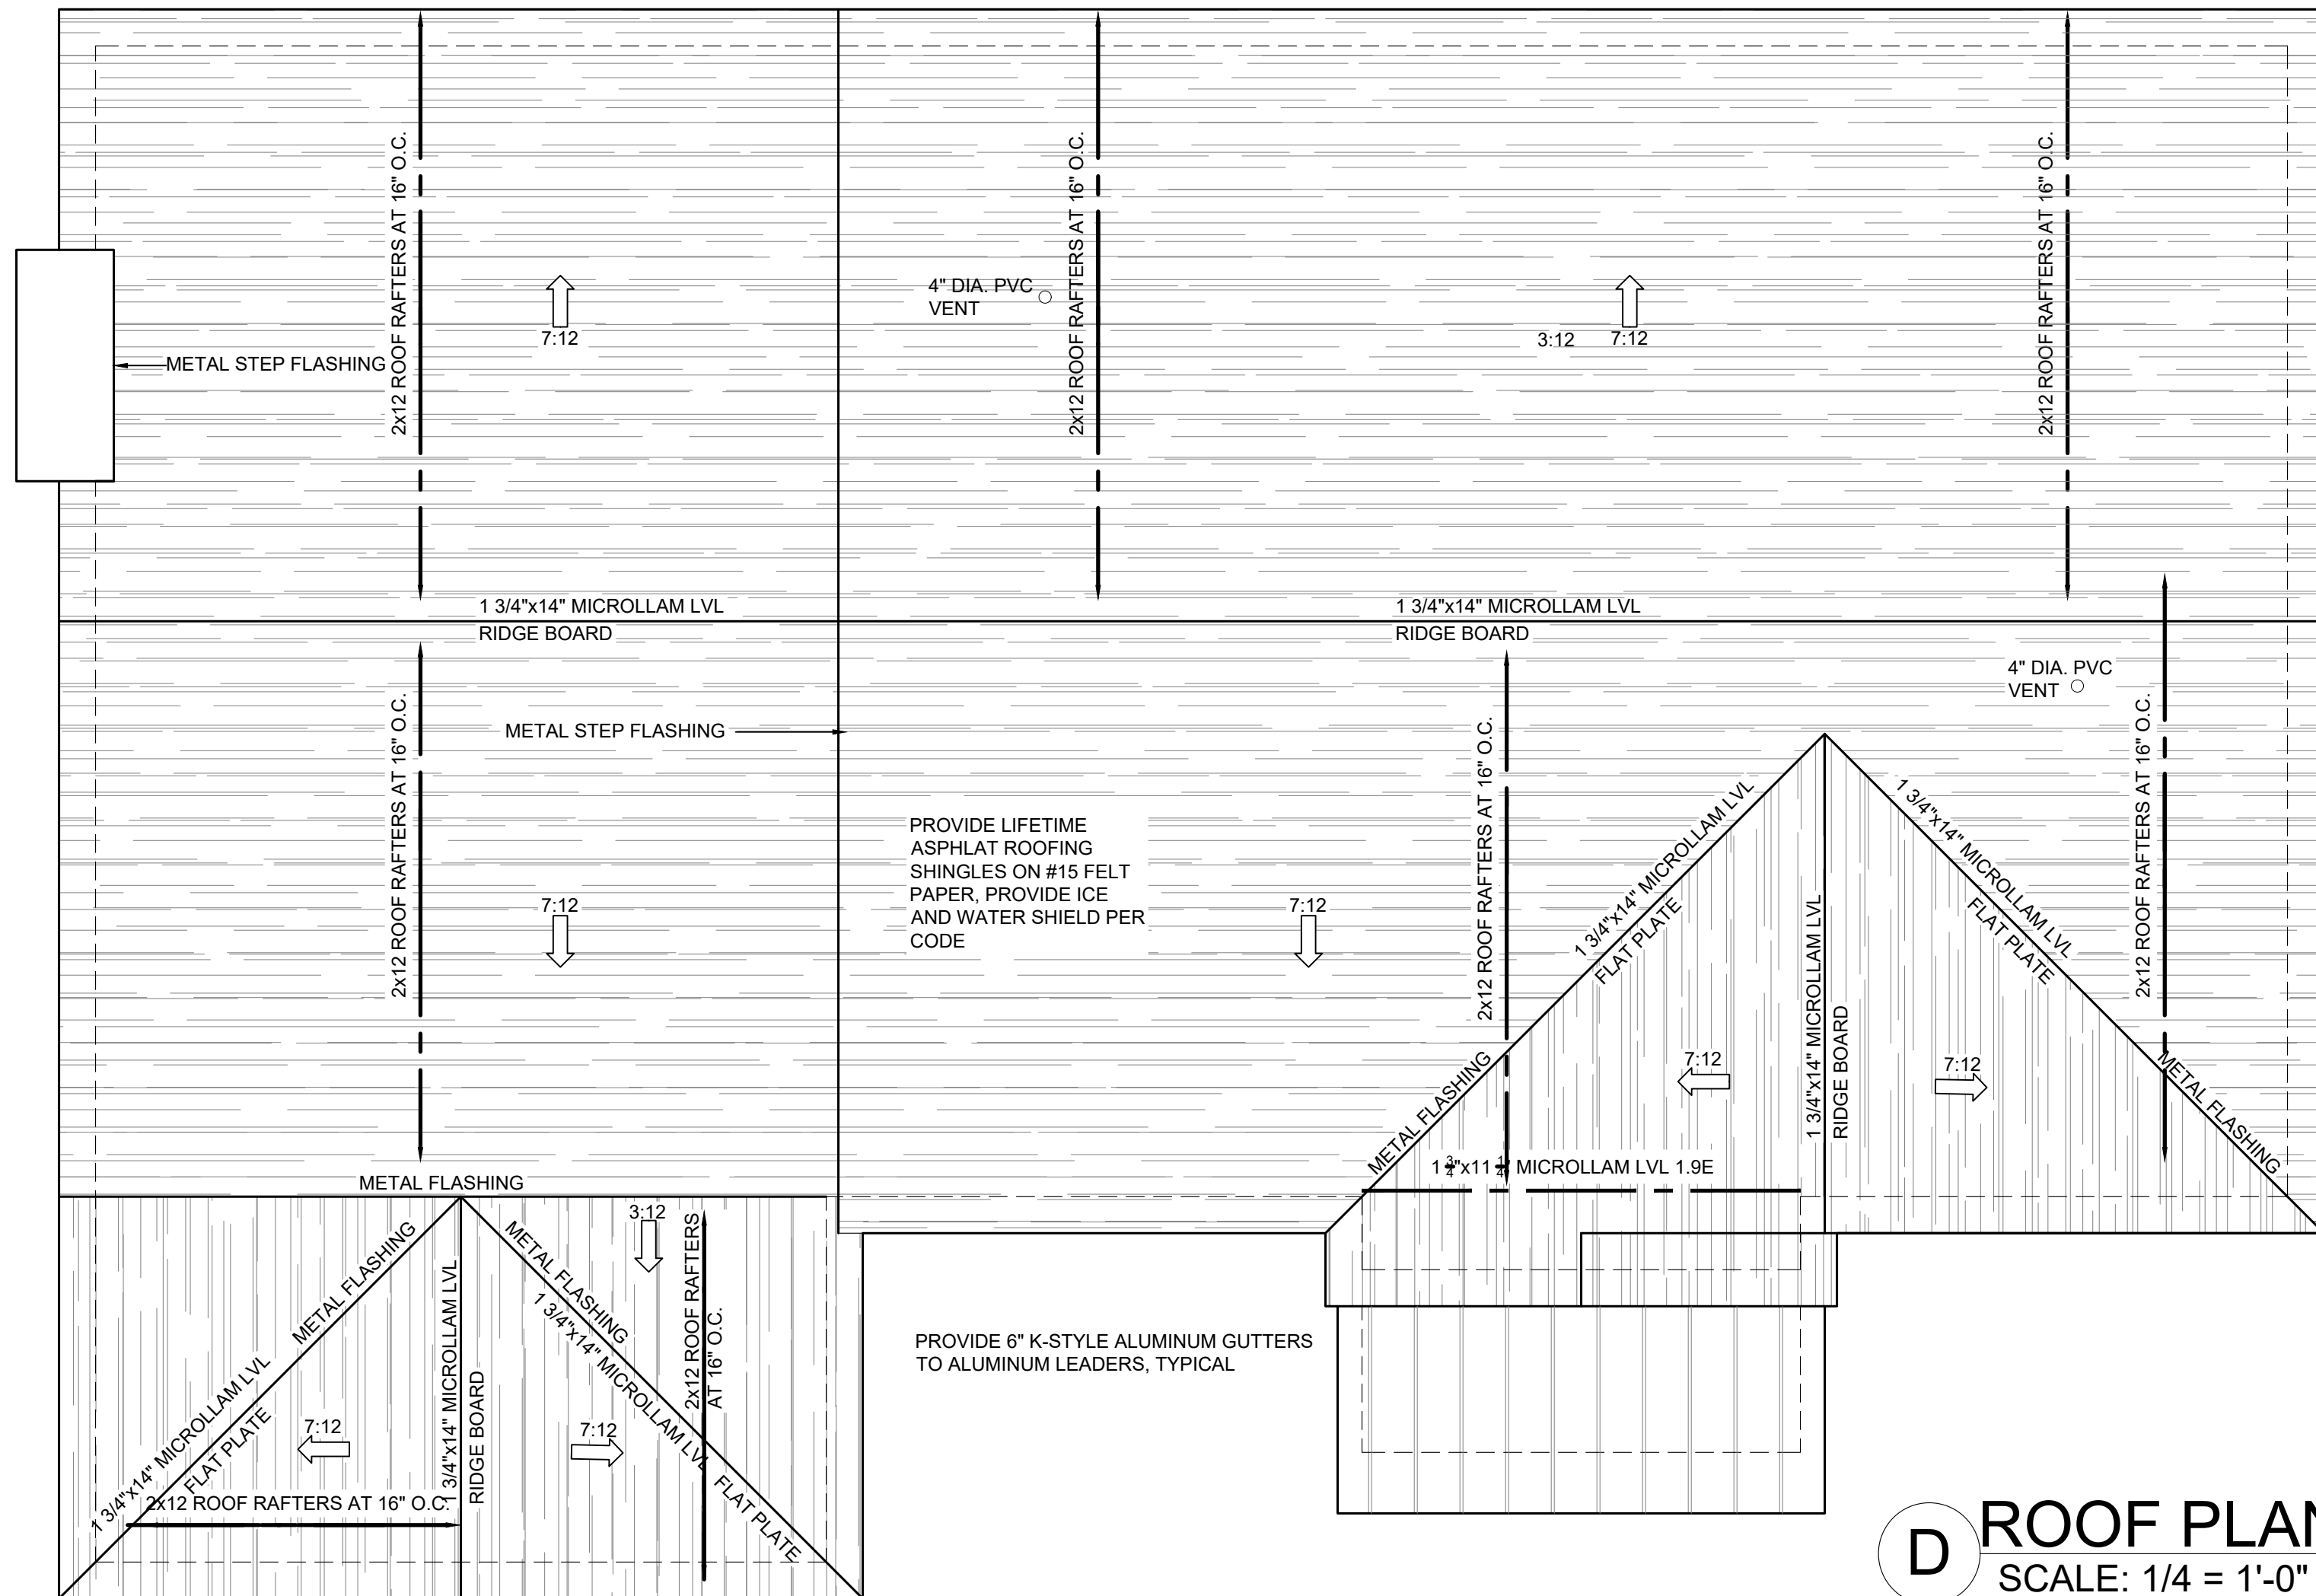 2x12 ROOF RAFTERS AT 16" O.C.
2x12 ROOF RAFTERS AT 16" O.C.
2x12 ROOF RAFTERS AT 16" O.C.
4" DIA. PVC
VENT
7:12
3:12 7:12
METAL STEP FLASHING
1 3/4"x14" MICROLLAM LVL
RIDGE BOARD
1 3/4"x14" MICROLLAM LVL
RIDGE BOARD
4" DIA. PVC
VENT
2x12 ROOF RAFTERS AT 16" O.C.
METAL STEP FLASHING
2x12 ROOF RAFTERS AT 16" O.C.
2x12 ROOF RAFTERS AT 16" O.C.
PROVIDE LIFETIME
ASPHLAT ROOFING
SHINGLES ON #15 FELT
PAPER, PROVIDE ICE
AND WATER SHIELD PER
CODE
7:12
7:12
1 3/4"x14" MICROLLAM LVL
FLAT PLATE
1 3/4"x14" MICROLLAM LVL
RIDGE BOARD
1 3/4"x14" MICROLLAM LVL
FLAT PLATE
7:12
7:12
METAL FLASHING
METAL FLASHING
1 3/4"x11 1/4" MICROLLAM LVL 1.9E
METAL FLASHING
METAL FLASHING
METAL FLASHING
3:12
2x12 ROOF RAFTERS
AT 16" O.C.
1 3/4"x14" MICROLLAM LVL
FLAT PLATE
1 3/4"x14" MICROLLAM LVL
RIDGE BOARD
1 3/4"x14" MICROLLAM LVL
FLAT PLATE
7:12
7:12
2x12 ROOF RAFTERS AT 16" O.C.
PROVIDE 6" K-STYLE ALUMINUM GUTTERS
TO ALUMINUM LEADERS, TYPICAL
D
ROOF PLAN
SCALE: 1/4 = 1'-0"